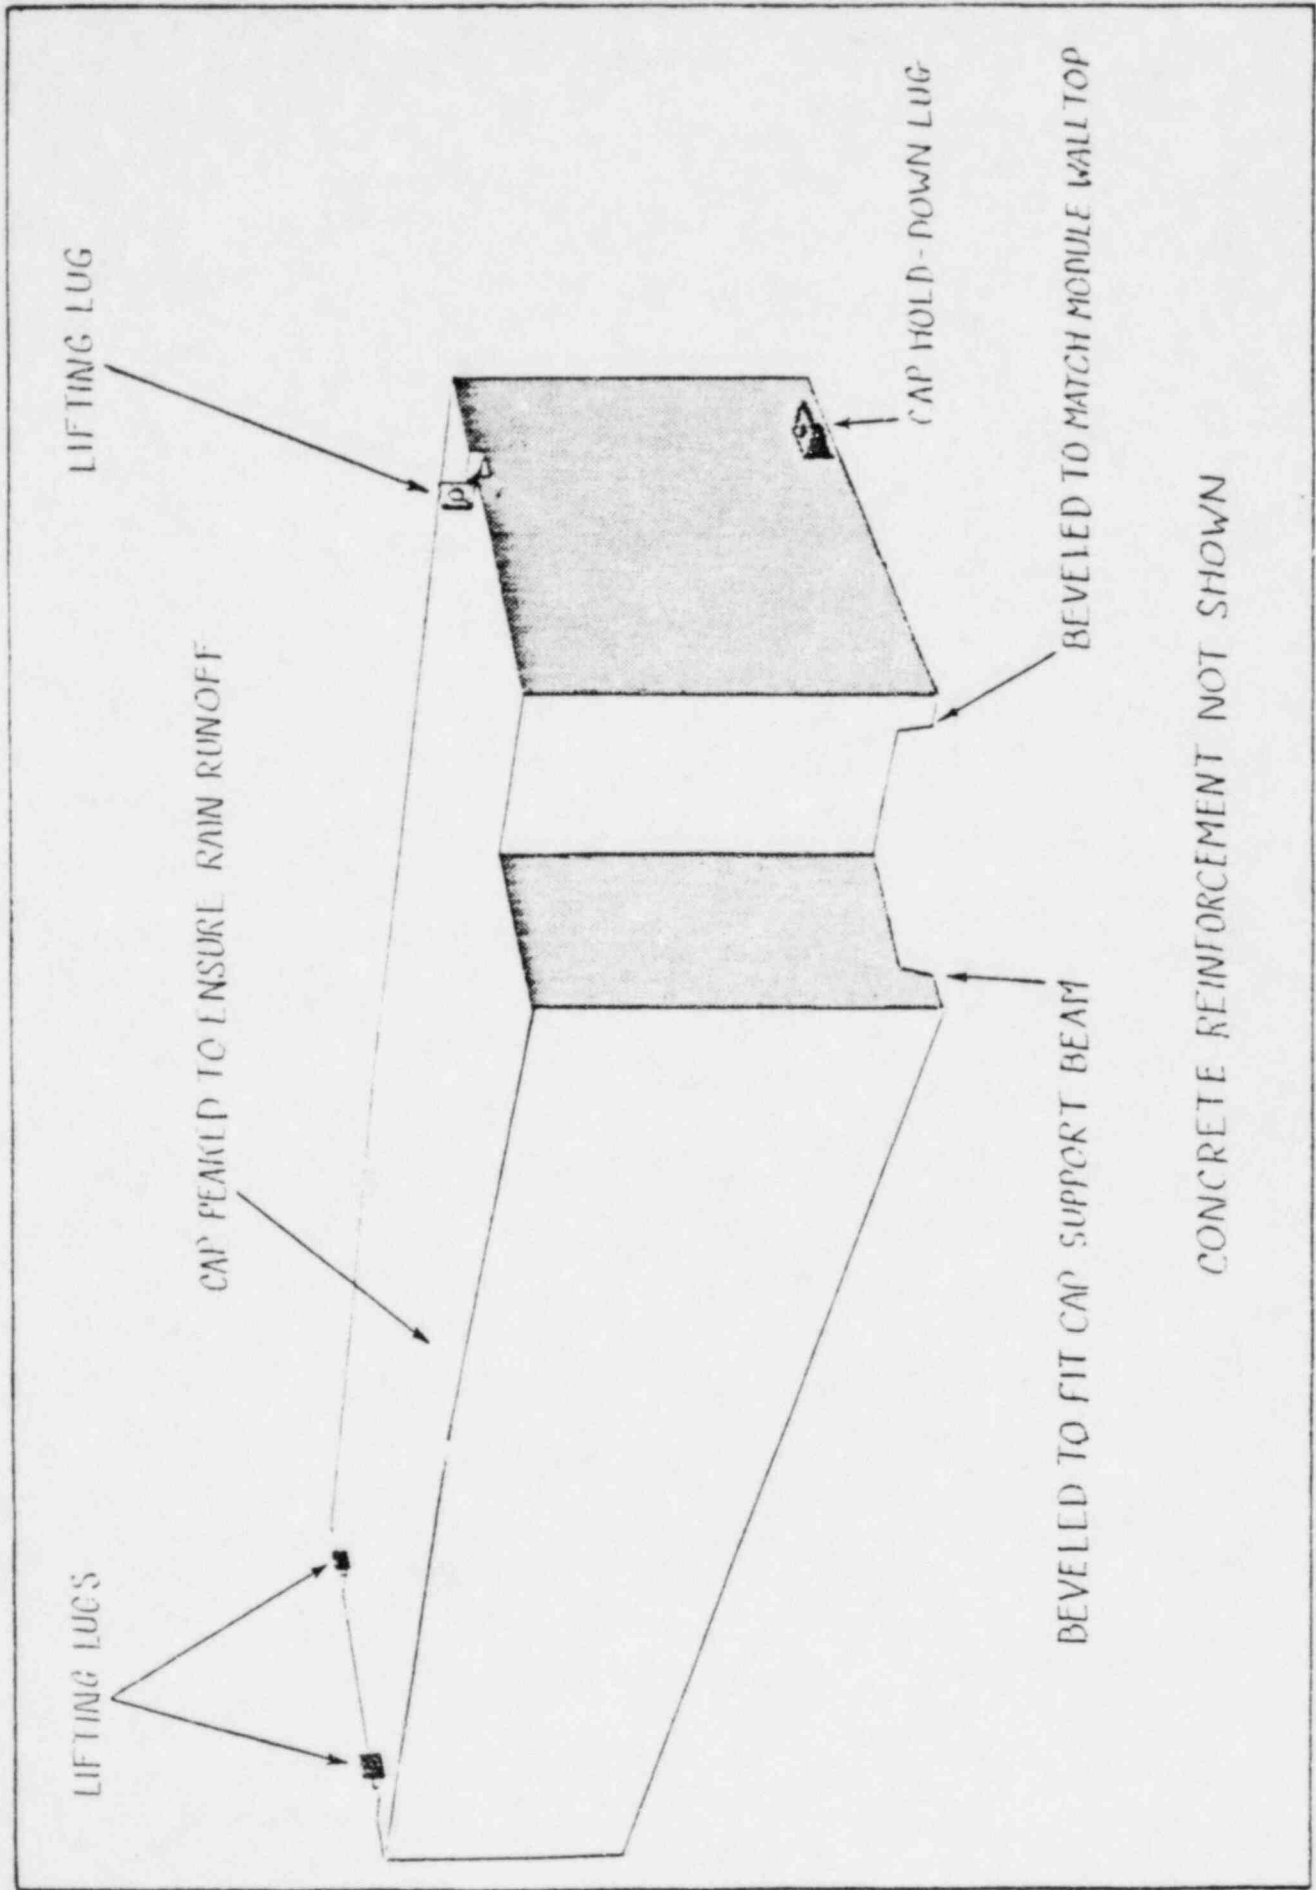 LIFTING LUGS
LIFTING LUG
CAP PEAKED TO ENSURE RAIN RUNOFF
CAP HOLD-DOWN LUG
BEVELED TO FIT CAP SUPPORT BEAM
BEVELED TO MATCH MODULE WALL TOP
CONCRETE REINFORCEMENT NOT SHOWN